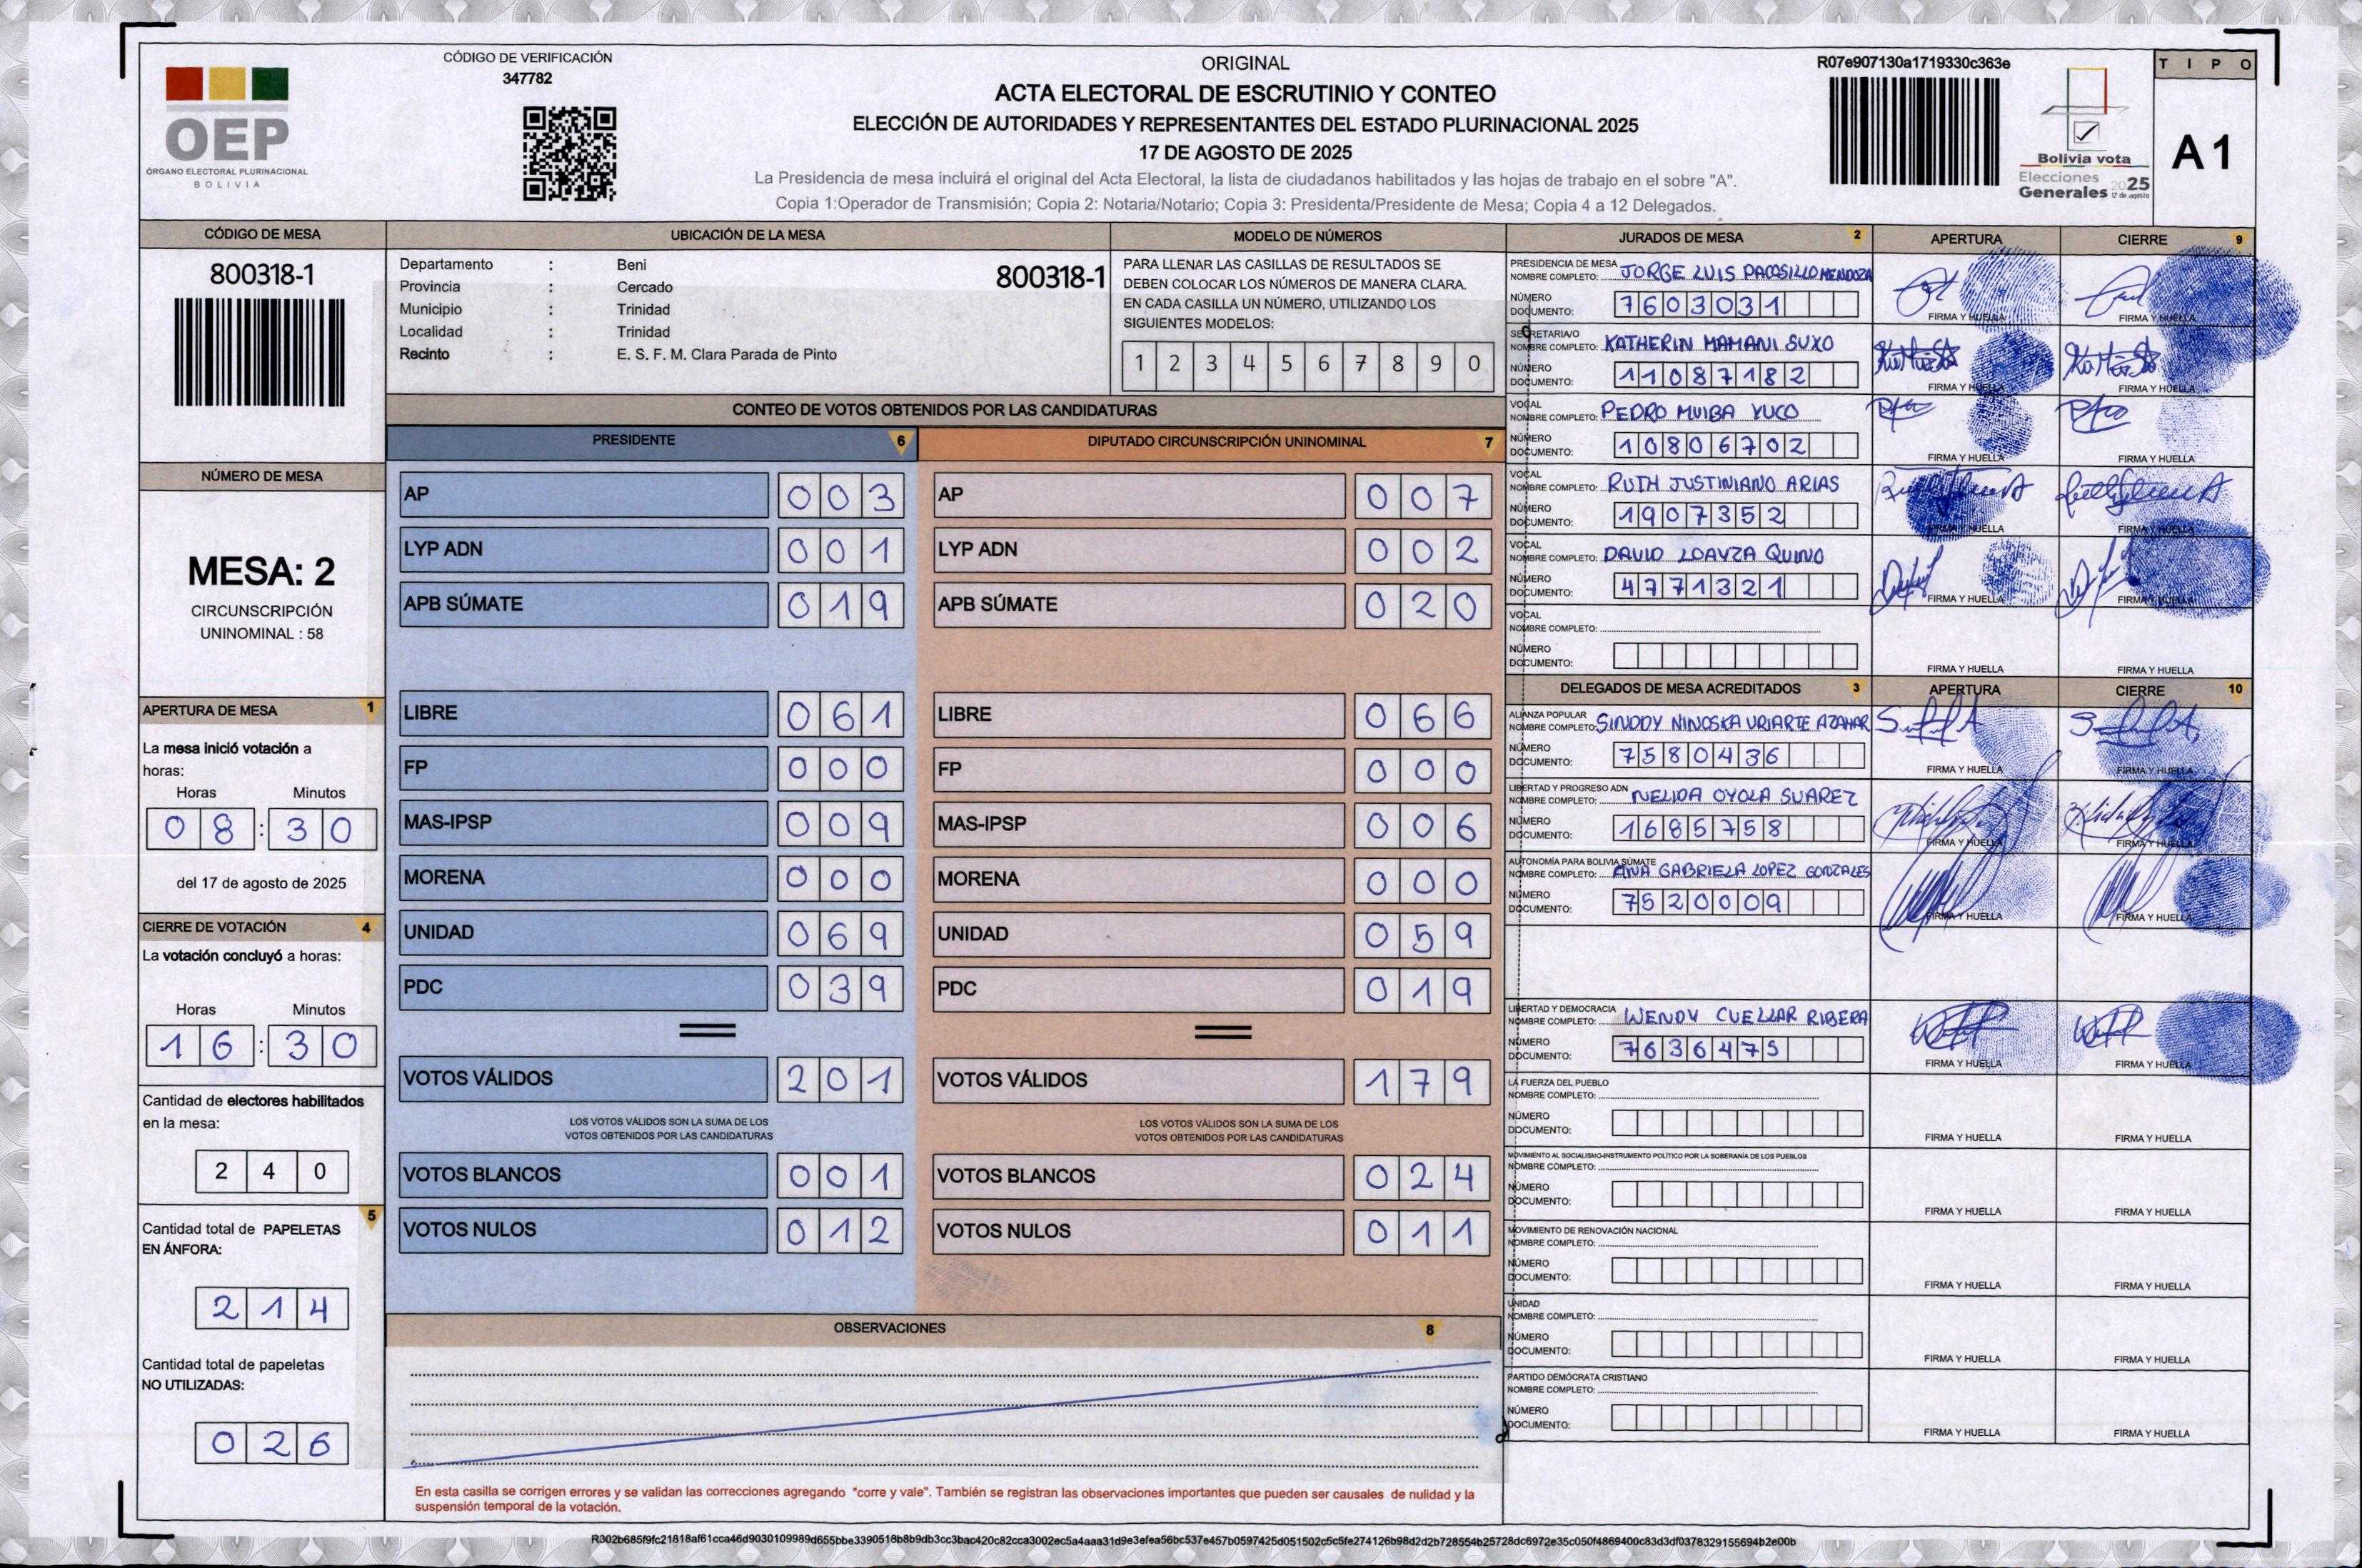 CÓDIGO DE VERIFICACIÓN
347782
OEP
ÓRGANO ELECTORAL PLURINACIONAL
BOLIVIA
ORIGINAL
ACTA ELECTORAL DE ESCRUTINIO Y CONTEO
ELECCIÓN DE AUTORIDADES Y REPRESENTANTES DEL ESTADO PLURINACIONAL 2025
17 DE AGOSTO DE 2025
La Presidencia de mesa incluirá el original del Acta Electoral, la lista de ciudadanos habilitados y las hojas de trabajo en el sobre "A".
Copia 1:Operador de Transmisión; Copia 2: Notaria/Notario; Copia 3: Presidenta/Presidente de Mesa; Copia 4 a 12 Delegados.
R07e907130a1719330c363e
Bolivia vota
Elecciones
Generales 2025
17 de agosto
TIPO
A1
CÓDIGO DE MESA
800318-1
NÚMERO DE MESA
MESA: 2
CIRCUNSCRIPCIÓN
UNINOMINAL : 58
APERTURA DE MESA 1
La mesa inició votación a
horas:
Horas Minutos
08 : 30
del 17 de agosto de 2025
CIERRE DE VOTACIÓN 4
La votación concluyó a horas:
Horas Minutos
16 : 30
Cantidad de electores habilitados
en la mesa:
240
5
Cantidad total de PAPELETAS
EN ÁNFORA:
214
Cantidad total de papeletas
NO UTILIZADAS:
026
UBICACIÓN DE LA MESA
Departamento : Beni
800318-1
Provincia : Cercado
Municipio : Trinidad
Localidad : Trinidad
Recinto : E. S. F. M. Clara Parada de Pinto
MODELO DE NÚMEROS
PARA LLENAR LAS CASILLAS DE RESULTADOS SE
DEBEN COLOCAR LOS NÚMEROS DE MANERA CLARA.
EN CADA CASILLA UN NÚMERO, UTILIZANDO LOS
SIGUIENTES MODELOS:
1 2 3 4 5 6 7 8 9 0
CONTEO DE VOTOS OBTENIDOS POR LAS CANDIDATURAS
PRESIDENTE 6
AP 003
LYP ADN 001
APB SÚMATE 019
LIBRE 061
FP 000
MAS-IPSP 009
MORENA 000
UNIDAD 069
PDC 039
VOTOS VÁLIDOS 201
LOS VOTOS VÁLIDOS SON LA SUMA DE LOS
VOTOS OBTENIDOS POR LAS CANDIDATURAS
VOTOS BLANCOS 001
VOTOS NULOS 012
DIPUTADO CIRCUNSCRIPCIÓN UNINOMINAL 7
AP 007
LYP ADN 002
APB SÚMATE 020
LIBRE 066
FP 000
MAS-IPSP 006
MORENA 000
UNIDAD 059
PDC 019
VOTOS VÁLIDOS 179
LOS VOTOS VÁLIDOS SON LA SUMA DE LOS
VOTOS OBTENIDOS POR LAS CANDIDATURAS
VOTOS BLANCOS 024
VOTOS NULOS 011
OBSERVACIONES 8
En esta casilla se corrigen errores y se validan las correcciones agregando "corre y vale". También se registran las observaciones importantes que pueden ser causales de nulidad y la
suspensión temporal de la votación.
JURADOS DE MESA 2 APERTURA CIERRE 9
PRESIDENCIA DE MESA
NOMBRE COMPLETO: JORGE LUIS PACOSILLO MENDOZA
NÚMERO
DOCUMENTO: 7603031
FIRMA Y HUELLA FIRMA Y HUELLA
SECRETARIA/O
NOMBRE COMPLETO: KATHERIN MAMANI SUXO
NÚMERO
DOCUMENTO: 11087182
FIRMA Y HUELLA FIRMA Y HUELLA
VOCAL
NOMBRE COMPLETO: PEDRO MUIBA YUCO
NÚMERO
DOCUMENTO: 10806702
FIRMA Y HUELLA FIRMA Y HUELLA
VOCAL
NOMBRE COMPLETO: RUTH JUSTINIANO ARIAS
NÚMERO
DOCUMENTO: 1907352
FIRMA Y HUELLA FIRMA Y HUELLA
VOCAL
NOMBRE COMPLETO: DAVID LOAYZA QUINO
NÚMERO
DOCUMENTO: 4771321
FIRMA Y HUELLA FIRMA Y HUELLA
VOCAL
NOMBRE COMPLETO:
NÚMERO
DOCUMENTO:
FIRMA Y HUELLA FIRMA Y HUELLA
DELEGADOS DE MESA ACREDITADOS 3 APERTURA CIERRE 10
ALIANZA POPULAR
NOMBRE COMPLETO: SINDDY NINOSKA URIARTE AZAHAR
NÚMERO
DOCUMENTO: 7580436
FIRMA Y HUELLA FIRMA Y HUELLA
LIBERTAD Y PROGRESO ADN
NOMBRE COMPLETO: NELIDA OYOLA SUAREZ
NÚMERO
DOCUMENTO: 1685758
FIRMA Y HUELLA FIRMA Y HUELLA
AUTONOMÍA PARA BOLIVIA SÚMATE
NOMBRE COMPLETO: ANA GABRIELA LOPEZ GONZALES
NÚMERO
DOCUMENTO: 7520009
FIRMA Y HUELLA FIRMA Y HUELLA
LIBERTAD Y DEMOCRACIA
NOMBRE COMPLETO: WENDY CUELLAR RIBERA
NÚMERO
DOCUMENTO: 7636475
FIRMA Y HUELLA FIRMA Y HUELLA
LA FUERZA DEL PUEBLO
NOMBRE COMPLETO:
NÚMERO
DOCUMENTO:
FIRMA Y HUELLA FIRMA Y HUELLA
MOVIMIENTO AL SOCIALISMO-INSTRUMENTO POLÍTICO POR LA SOBERANÍA DE LOS PUEBLOS
NOMBRE COMPLETO:
NÚMERO
DOCUMENTO:
FIRMA Y HUELLA FIRMA Y HUELLA
MOVIMIENTO DE RENOVACIÓN NACIONAL
NOMBRE COMPLETO:
NÚMERO
DOCUMENTO:
FIRMA Y HUELLA FIRMA Y HUELLA
UNIDAD
NOMBRE COMPLETO:
NÚMERO
DOCUMENTO:
FIRMA Y HUELLA FIRMA Y HUELLA
PARTIDO DEMÓCRATA CRISTIANO
NOMBRE COMPLETO:
NÚMERO
DOCUMENTO:
FIRMA Y HUELLA FIRMA Y HUELLA